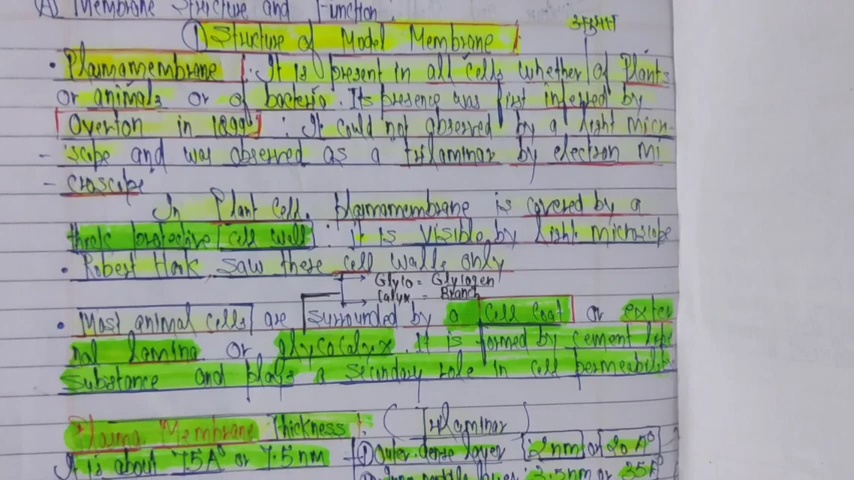 A) Membrane Structure and Function
① Structure of Model Membrane
अनुमान
• Plasmamembrane : It is present in all cells whether of Plants
or animals or of bacteria. Its presence was first inferred by
Overton in 1899 : It could not observed by a light micr-
- scope and was observed as a trilaminar by electron mi
- croscope
In Plant Cell, plasmamembrane is covered by a
thick protective cell wall : it is visible by light microscope
• Robert Hook saw these cell walls only
→ Glyco = Glycogen
→ Calyx = Branch
• Most animal cells are surrounded by a cell coat or exter
nal lamina or glycocalyx. it is formed by cement like
substance and plays a secondary role in cell permeability
Plasma Membrane Thickness : (Trilaminar)
It is about 75A° or 7.5nm - ① Outer dense layer 2nm or 20A°
3.5nm or 35A°